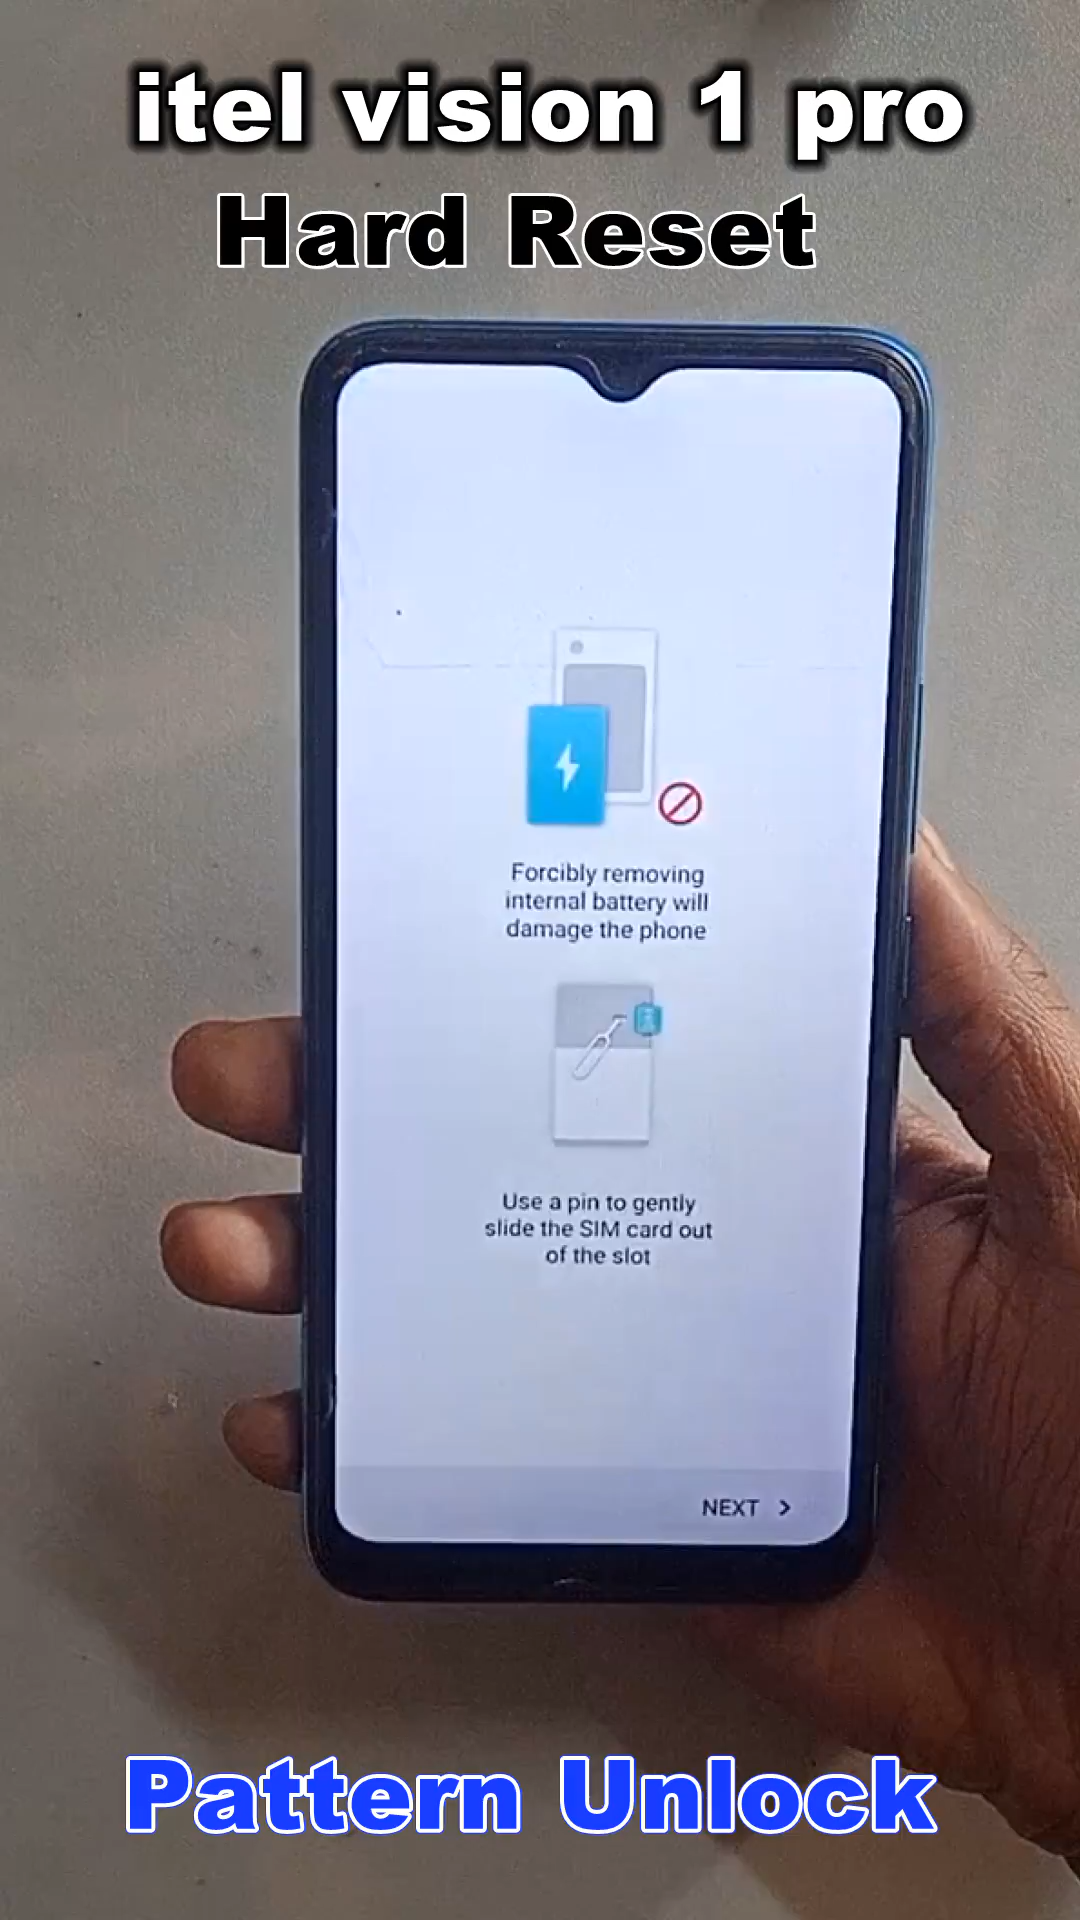 itel vision 1 pro
Hard Reset
Forcibly removing
internal battery will
damage the phone
Use a pin to gently
slide the SIM card out
of the slot
NEXT >
Pattern Unlock